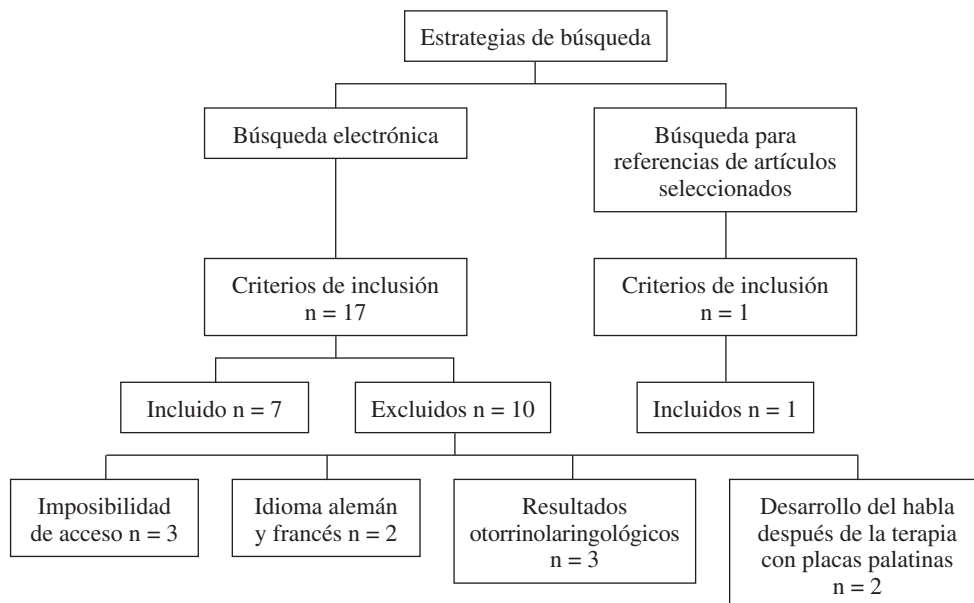 Estrategias de búsqueda
Búsqueda electrónica
Búsqueda para
referencias de artículos
seleccionados
Criterios de inclusión
n = 17
Criterios de inclusión
n = 1
Incluido n = 7
Excluidos n = 10
Incluidos n = 1
Imposibilidad
de acceso n = 3
Idioma alemán
y francés n = 2
Resultados
otorrinolaringológicos
n = 3
Desarrollo del habla
después de la terapia
con placas palatinas
n = 2